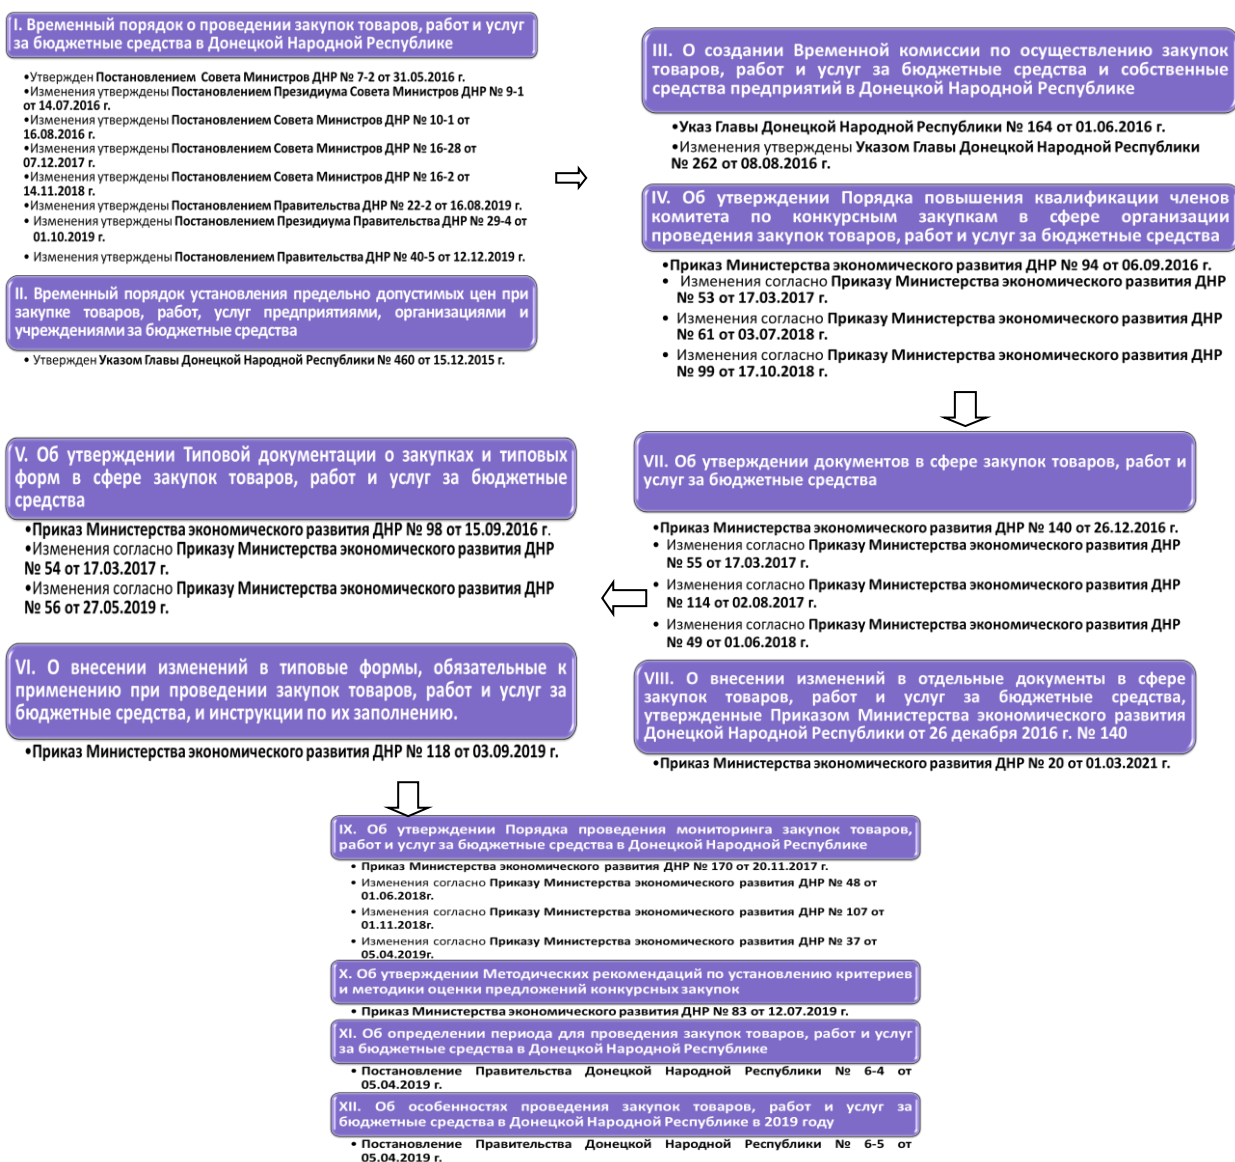 I. Временный порядок о проведении закупок товаров, работ и услуг
за бюджетные средства в Донецкой Народной Республике
•Утвержден Постановлением Совета Министров ДНР № 7-2 от 31.05.2016 г.
•Изменения утверждены Постановлением Президиума Совета Министров ДНР № 9-1
от 14.07.2016 г.
•Изменения утверждены Постановлением Совета Министров ДНР № 10-1 от
16.08.2016 г.
•Изменения утверждены Постановлением Совета Министров ДНР № 16-28 от
07.12.2017 г.
•Изменения утверждены Постановлением Совета Министров ДНР № 16-2 от
14.11.2018 г.
•Изменения утверждены Постановлением Правительства ДНР № 22-2 от 16.08.2019 г.
• Изменения утверждены Постановлением Президиума Правительства ДНР № 29-4 от
01.10.2019 г.
• Изменения утверждены Постановлением Правительства ДНР № 40-5 от 12.12.2019 г.
II. Временный порядок установления предельно допустимых цен при
закупке товаров, работ, услуг предприятиями, организациями и
учреждениями за бюджетные средства
• Утвержден Указом Главы Донецкой Народной Республики № 460 от 15.12.2015 г.
III. О создании Временной комиссии по осуществлению закупок
товаров, работ и услуг за бюджетные средства и собственные
средства предприятий в Донецкой Народной Республике
•Указ Главы Донецкой Народной Республики № 164 от 01.06.2016 г.
•Изменения утверждены Указом Главы Донецкой Народной Республики
№ 262 от 08.08.2016 г.
IV. Об утверждении Порядка повышения квалификации членов
комитета по конкурсным закупкам в сфере организации
проведения закупок товаров, работ и услуг за бюджетные средства
•Приказ Министерства экономического развития ДНР № 94 от 06.09.2016 г.
• Изменения согласно Приказу Министерства экономического развития ДНР
№ 53 от 17.03.2017 г.
• Изменения согласно Приказу Министерства экономического развития ДНР
№ 61 от 03.07.2018 г.
• Изменения согласно Приказу Министерства экономического развития ДНР
№ 99 от 17.10.2018 г.
V. Об утверждении Типовой документации о закупках и типовых
форм в сфере закупок товаров, работ и услуг за бюджетные
средства
•Приказ Министерства экономического развития ДНР № 98 от 15.09.2016 г.
•Изменения согласно Приказу Министерства экономического развития ДНР
№ 54 от 17.03.2017 г.
•Изменения согласно Приказу Министерства экономического развития ДНР
№ 56 от 27.05.2019 г.
VI. О внесении изменений в типовые формы, обязательные к
применению при проведении закупок товаров, работ и услуг за
бюджетные средства, и инструкции по их заполнению.
•Приказ Министерства экономического развития ДНР № 118 от 03.09.2019 г.
VII. Об утверждении документов в сфере закупок товаров, работ и
услуг за бюджетные средства
•Приказ Министерства экономического развития ДНР № 140 от 26.12.2016 г.
• Изменения согласно Приказу Министерства экономического развития ДНР
№ 55 от 17.03.2017 г.
• Изменения согласно Приказу Министерства экономического развития ДНР
№ 114 от 02.08.2017 г.
• Изменения согласно Приказу Министерства экономического развития ДНР
№ 49 от 01.06.2018 г.
VIII. О внесении изменений в отдельные документы в сфере
закупок товаров, работ и услуг за бюджетные средства,
утвержденные Приказом Министерства экономического развития
Донецкой Народной Республики от 26 декабря 2016 г. № 140
•Приказ Министерства экономического развития ДНР № 20 от 01.03.2021 г.
IX. Об утверждении Порядка проведения мониторинга закупок товаров,
работ и услуг за бюджетные средства в Донецкой Народной Республике
• Приказ Министерства экономического развития ДНР № 170 от 20.11.2017 г.
• Изменения согласно Приказу Министерства экономического развития ДНР № 48 от
01.06.2018г.
• Изменения согласно Приказу Министерства экономического развития ДНР № 107 от
01.11.2018г.
• Изменения согласно Приказу Министерства экономического развития ДНР № 37 от
05.04.2019г.
X. Об утверждении Методических рекомендаций по установлению критериев
и методики оценки предложений конкурсных закупок
• Приказ Министерства экономического развития ДНР № 83 от 12.07.2019 г.
XI. Об определении периода для проведения закупок товаров, работ и услуг
за бюджетные средства в Донецкой Народной Республике
• Постановление Правительства Донецкой Народной Республики № 6-4 от
05.04.2019 г.
XII. Об особенностях проведения закупок товаров, работ и услуг за
бюджетные средства в Донецкой Народной Республике в 2019 году
• Постановление Правительства Донецкой Народной Республики № 6-5 от
05.04.2019 г.